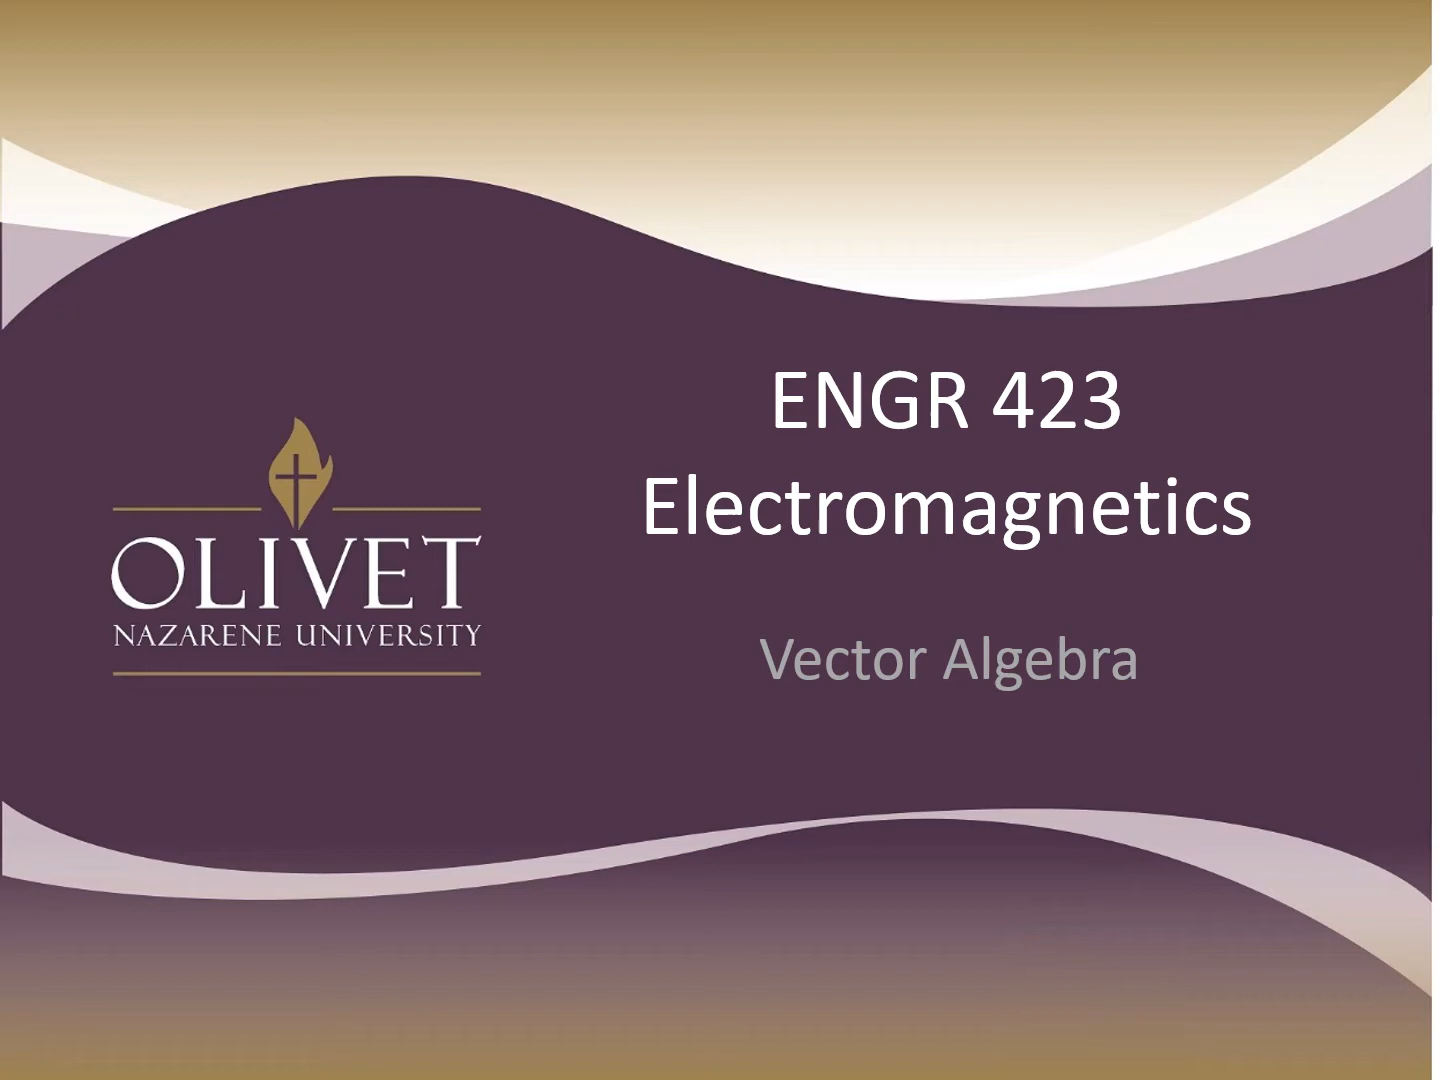 ENGR 423
Electromagnetics
Vector Algebra
OLIVET
NAZARENE UNIVERSITY